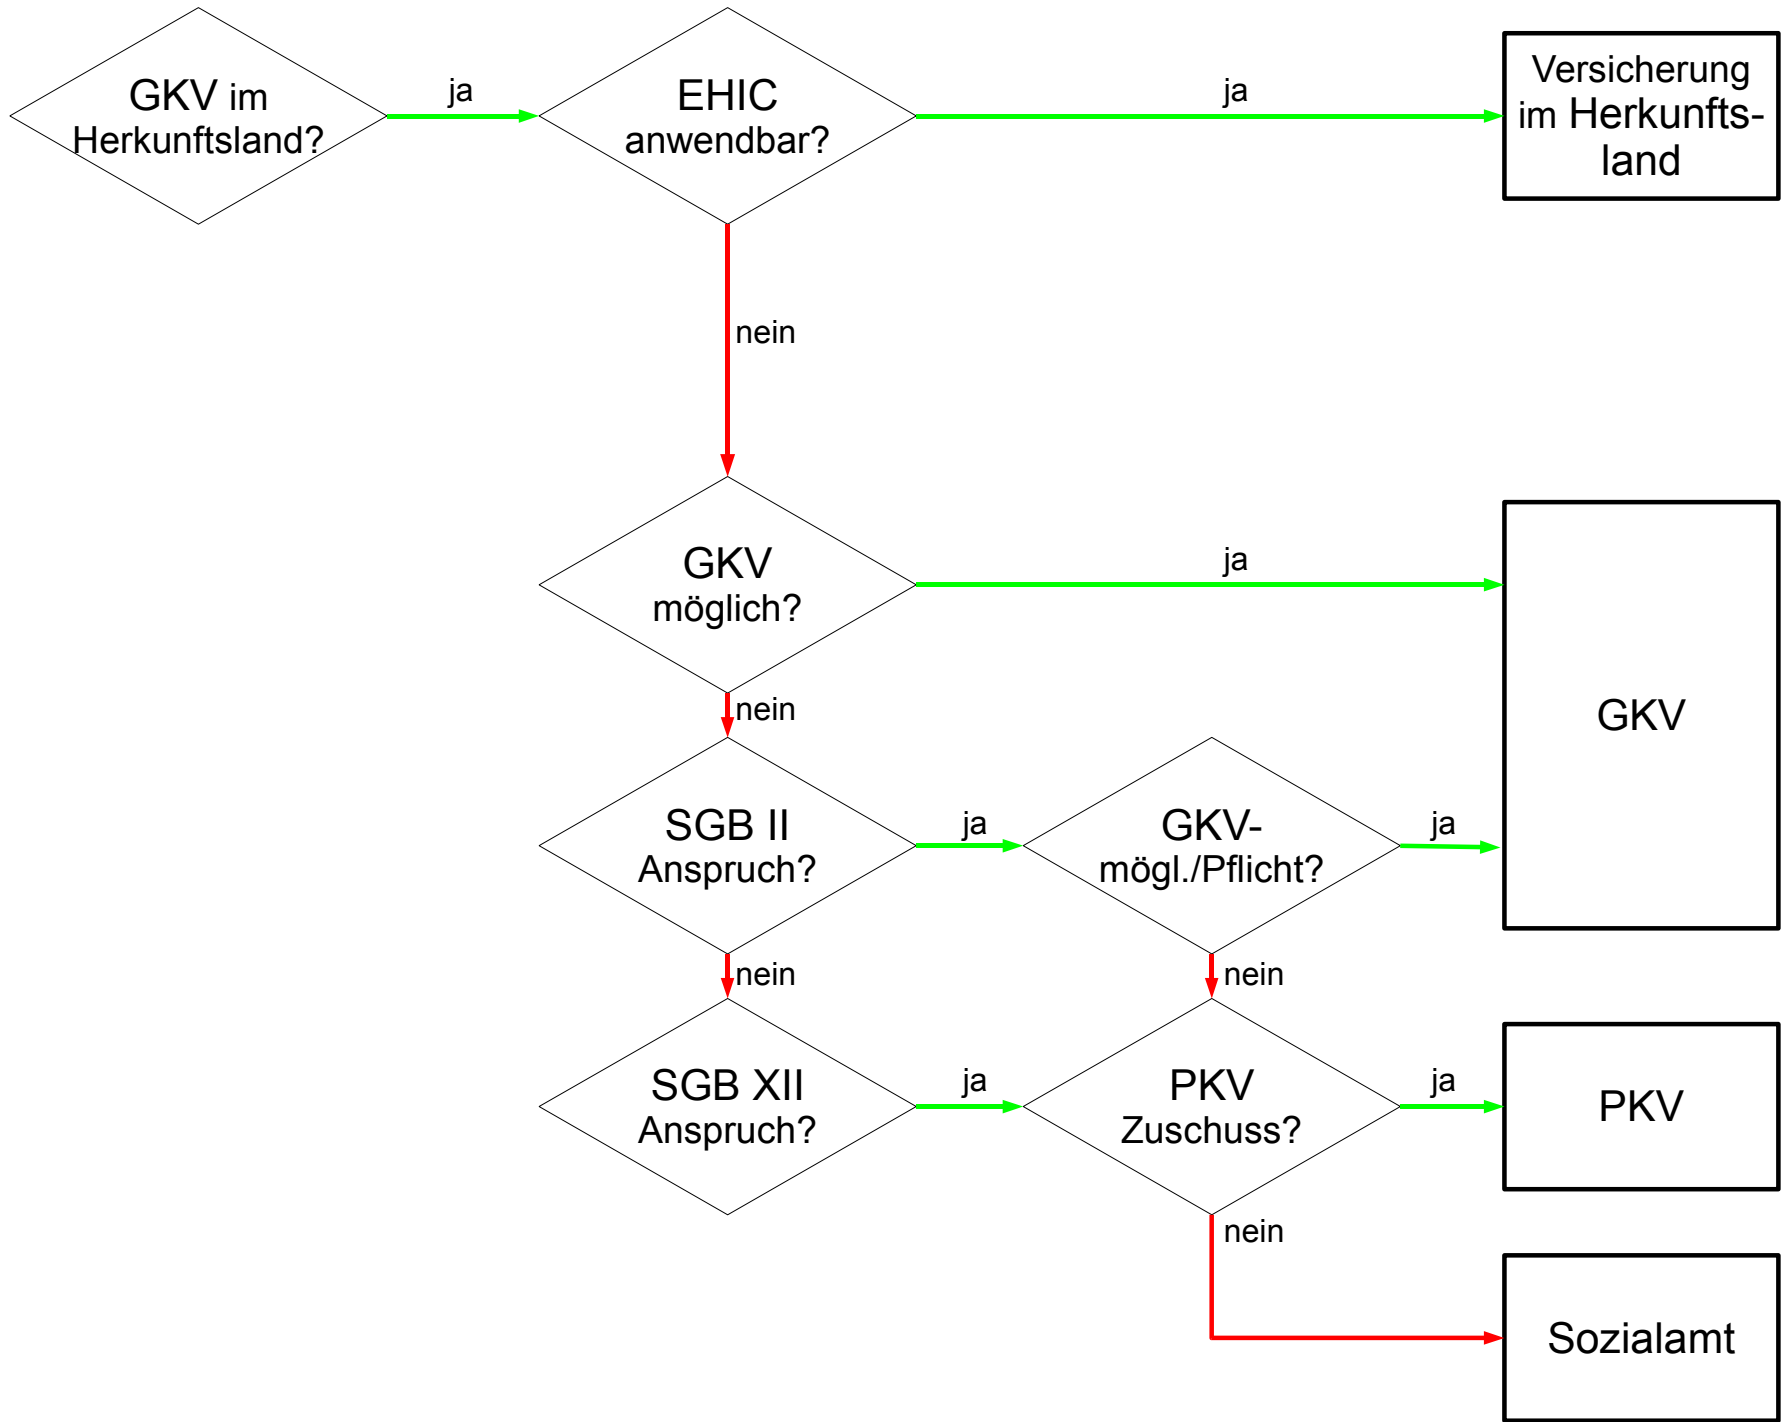 GKV im
Herkunftsland?
ja
EHIC
anwendbar?
ja
Versicherung
im Herkunfts-
land
nein
GKV
möglich?
ja
GKV
nein
SGB II
Anspruch?
ja
GKV-
mögl./Pflicht?
ja
nein
nein
SGB XII
Anspruch?
ja
PKV
Zuschuss?
ja
PKV
nein
Sozialamt